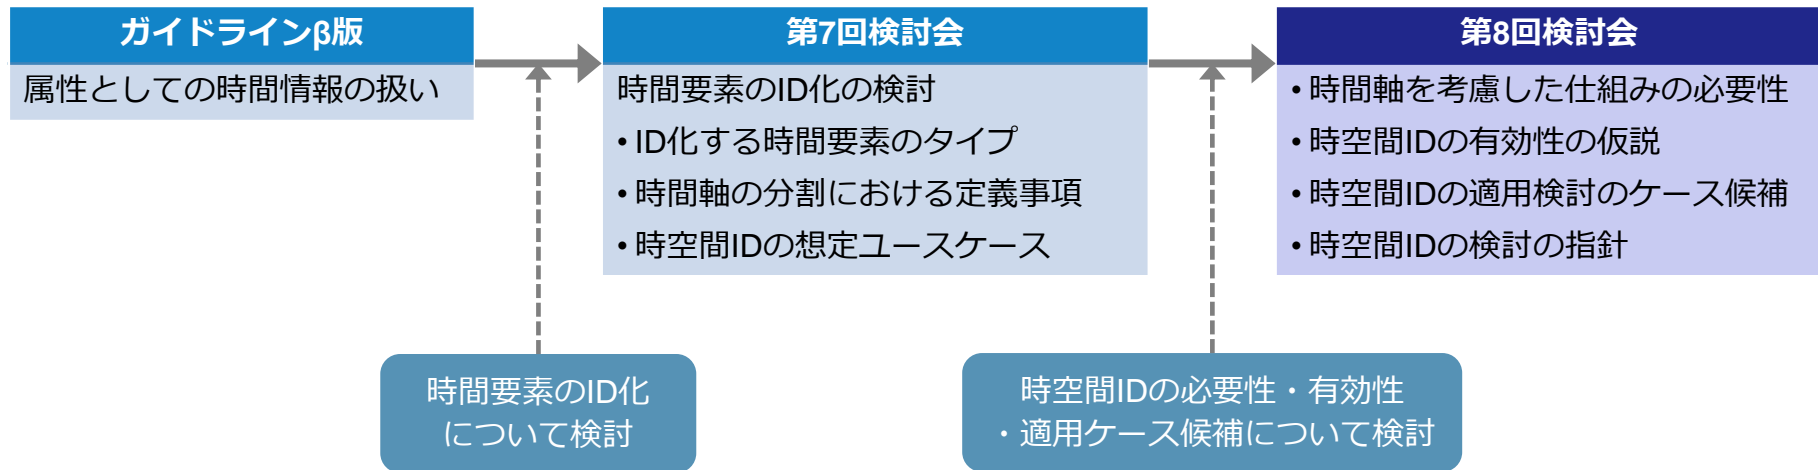 ガイドラインβ版
属性としての時間情報の扱い
第7回検討会
時間要素のID化の検討
• ID化する時間要素のタイプ
• 時間軸の分割における定義事項
• 時空間IDの想定ユースケース
第8回検討会
• 時間軸を考慮した仕組みの必要性
• 時空間IDの有効性の仮説
• 時空間IDの適用検討のケース候補
• 時空間IDの検討の指針
時間要素のID化
について検討
時空間IDの必要性・有効性
・適用ケース候補について検討